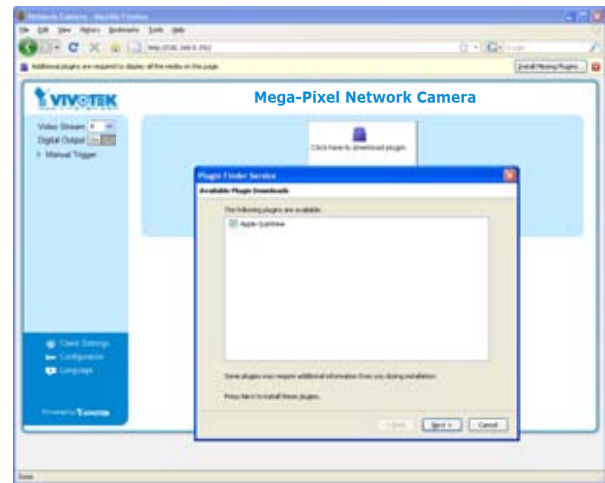 Network Camera - Mozilla Firefox
File Edit View History Bookmarks Tools Help
Additional plugins are required to display all the media on this page.
Install Missing Plugins...
VIVOTEK
Mega-Pixel Network Camera
Video Stream
Digital Output
Manual Trigger
Click here to download plugin.
Plugin Finder Service
Available Plugin Downloads
The following plugins are available:
Apple QuickTime
Client Settings
Configuration
Language
Some plugins may require additional information from you during installation.
Press Next to install these plugins.
Next >
Cancel
Powered by VIVOTEK
Done